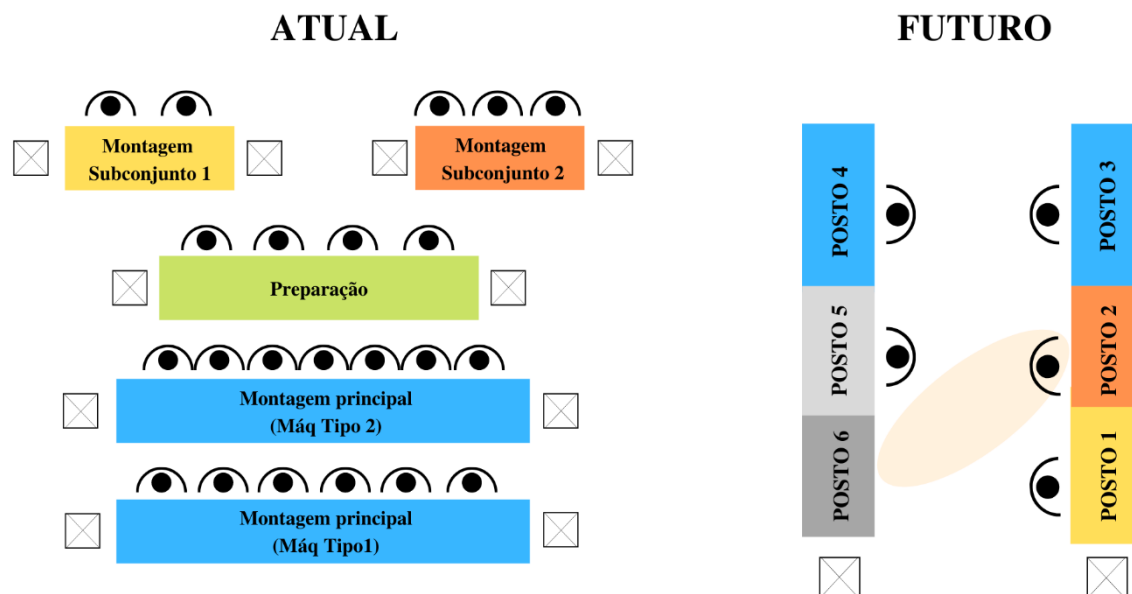 ATUAL
FUTURO
Montagem
Subconjunto 1
Montagem
Subconjunto 2
Preparação
Montagem principal
(Máq Tipo 2)
Montagem principal
(Máq Tipo1)
POSTO 4
POSTO 5
POSTO 6
POSTO 3
POSTO 2
POSTO 1